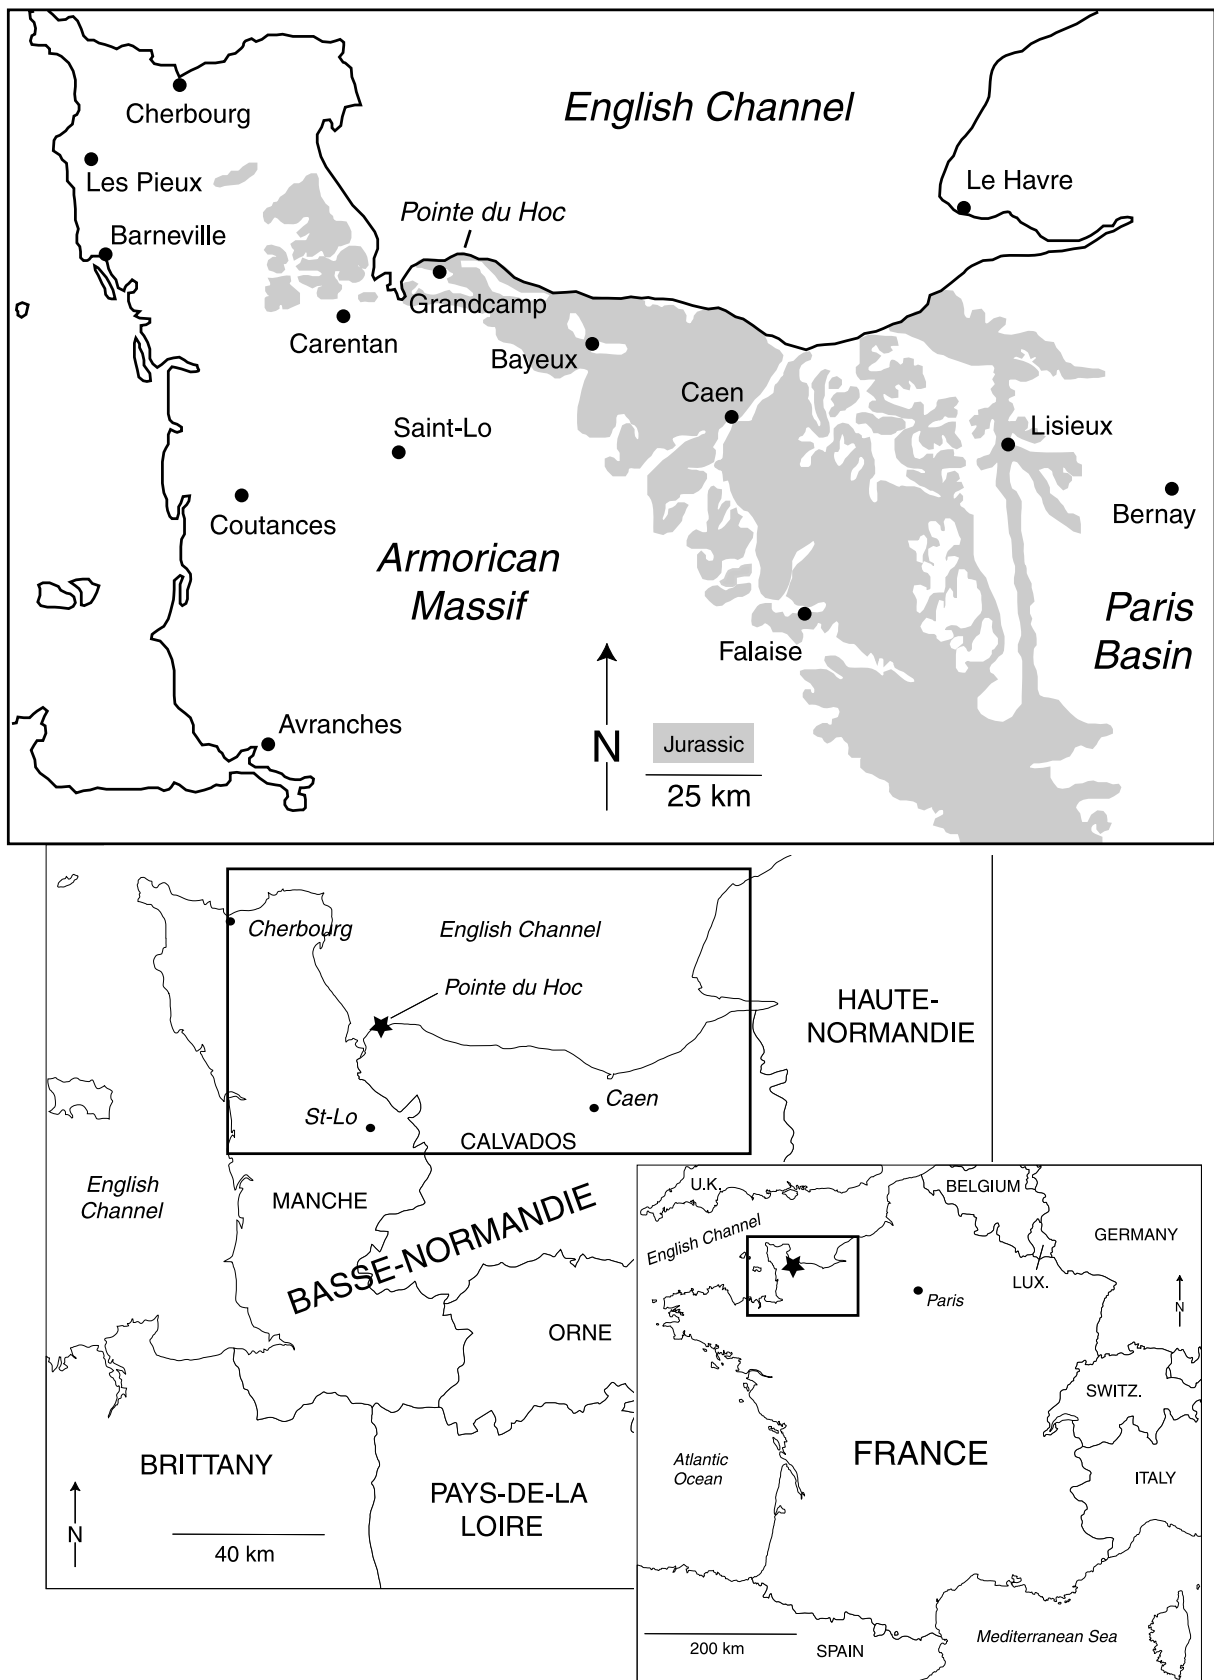 Cherbourg
English Channel
Les Pieux
Le Havre
Pointe du Hoc
Barneville
Grandcamp
Carentan
Bayeux
Caen
Saint-Lo
Lisieux
Coutances
Bernay
Armorican
Massif
Paris
Basin
Falaise
Avranches
N
Jurassic
25 km
Cherbourg
English Channel
Pointe du Hoc
HAUTE-
NORMANDIE
Caen
St-Lo
CALVADOS
English
Channel
MANCHE
BASSE-NORMANDIE
ORNE
BRITTANY
PAYS-DE-LA
LOIRE
N
40 km
U.K.
BELGIUM
English Channel
GERMANY
LUX.
Paris
N
SWITZ.
FRANCE
Atlantic
Ocean
ITALY
200 km
SPAIN
Mediterranean Sea